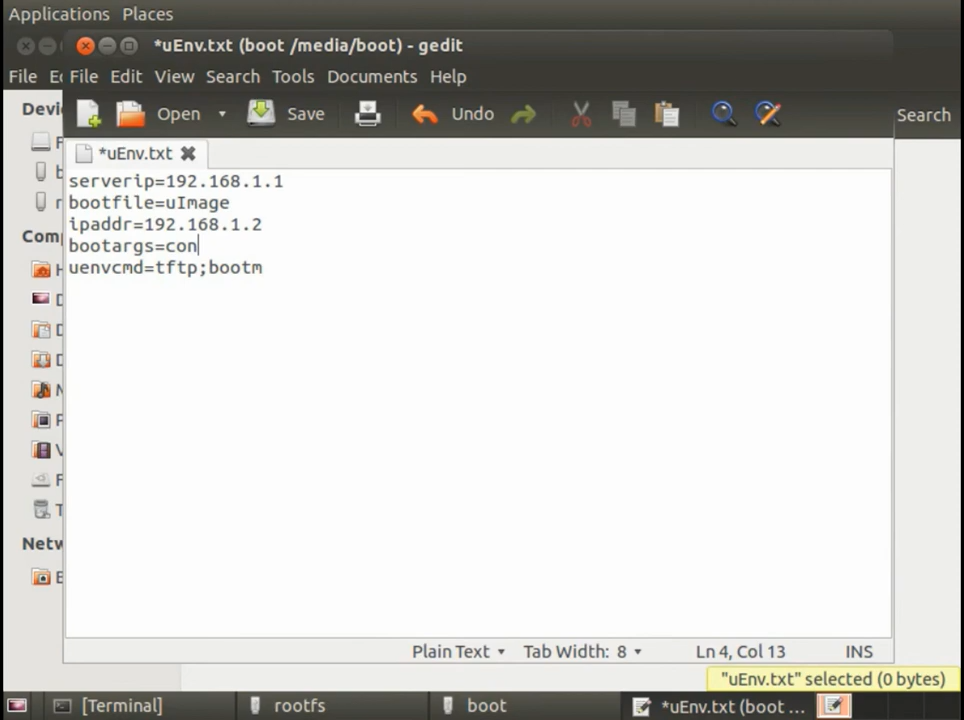 Applications Places
*uEnv.txt (boot /media/boot) - gedit
File File Edit View Search Tools Documents Help
Open Save Undo Search
*uEnv.txt
serverip=192.168.1.1
bootfile=uImage
ipaddr=192.168.1.2
bootargs=con
uenvcmd=tftp;bootm
Plain Text Tab Width: 8 Ln 4, Col 13 INS
"uEnv.txt" selected (0 bytes)
[Terminal] rootfs boot *uEnv.txt (boot ...